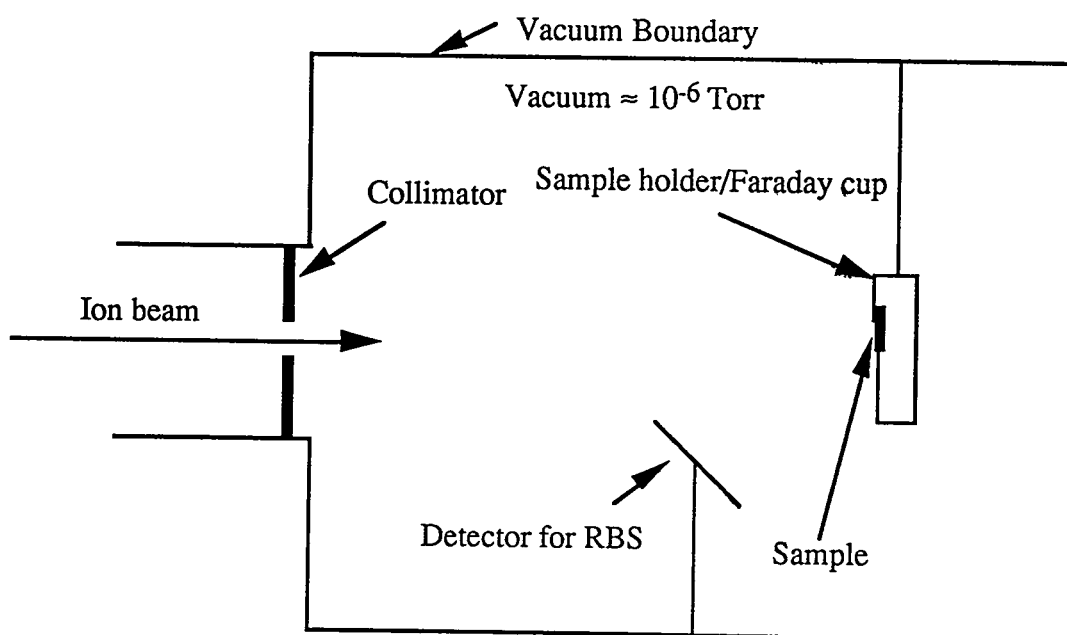 Vacuum Boundary
Vacuum ≈ 10-6 Torr
Sample holder/Faraday cup
Collimator
Ion beam
Detector for RBS
Sample